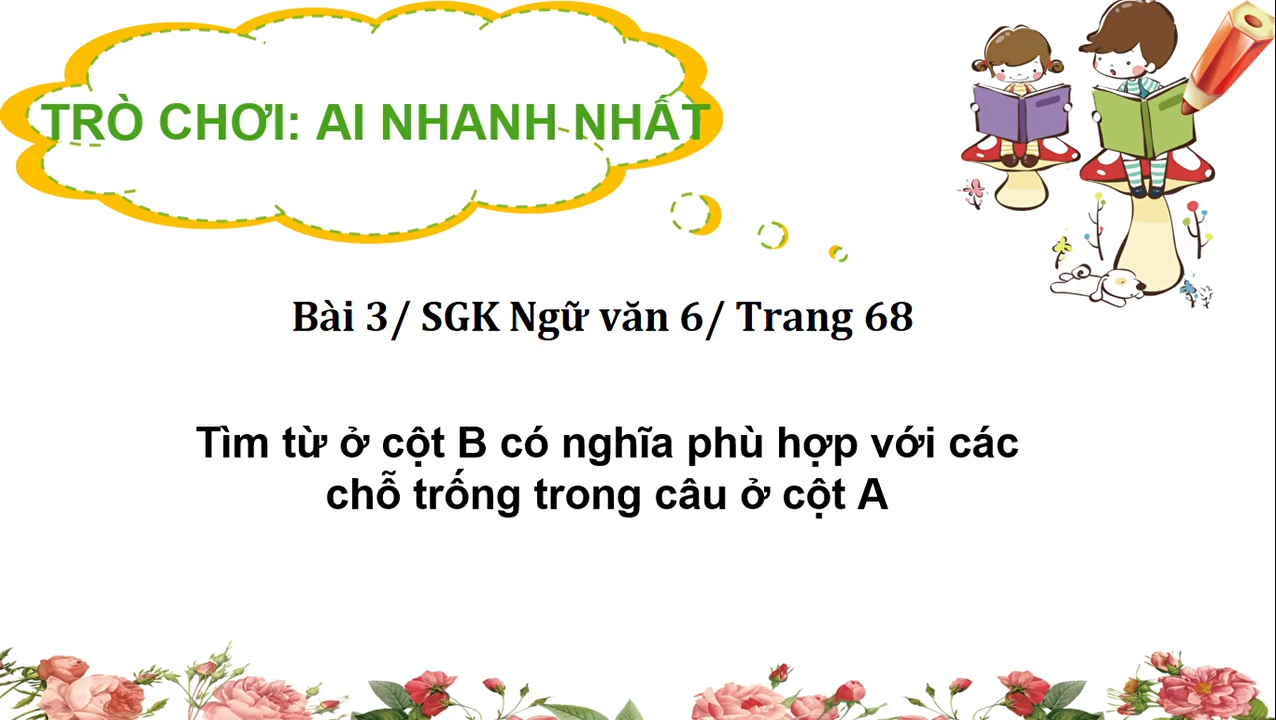 TRÒ CHƠI: AI NHANH NHẤT
Bài 3/ SGK Ngữ văn 6/ Trang 68
Tìm từ ở cột B có nghĩa phù hợp với các
chỗ trống trong câu ở cột A